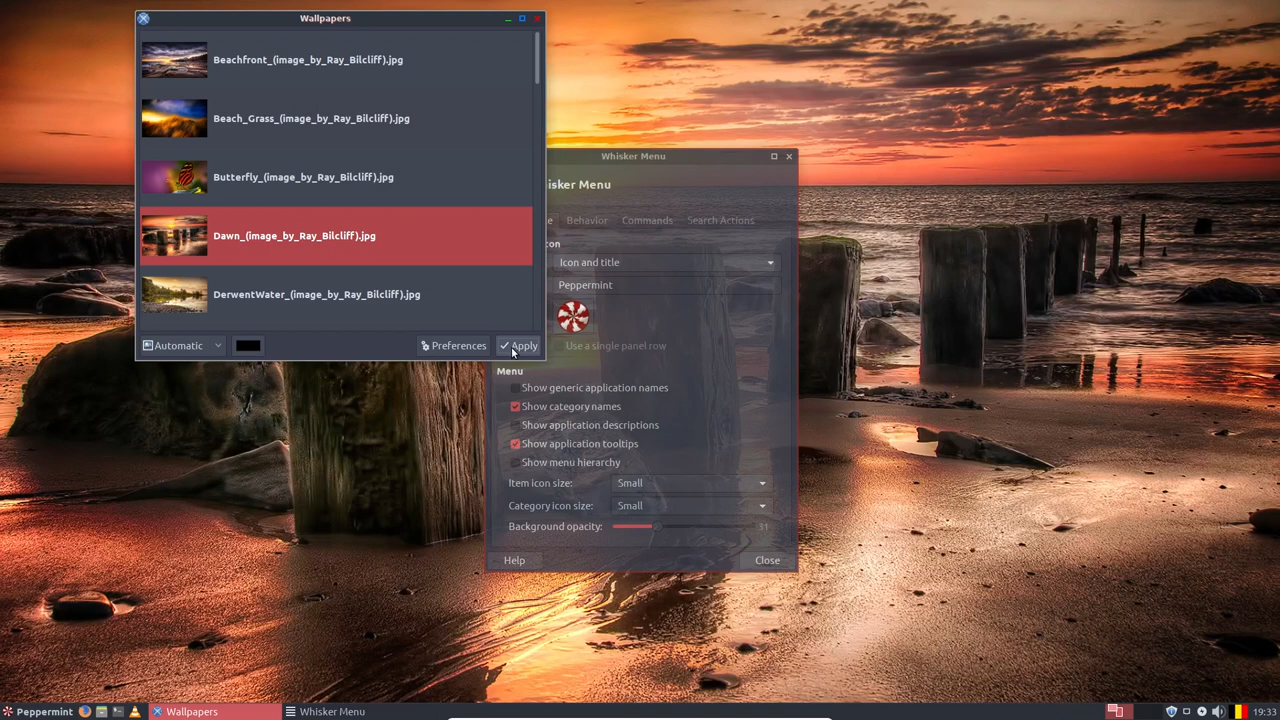 Wallpapers
Beachfront_(image_by_Ray_Bilcliff).jpg
Beach_Grass_(image_by_Ray_Bilcliff).jpg
Butterfly_(image_by_Ray_Bilcliff).jpg
Dawn_(image_by_Ray_Bilcliff).jpg
DerwentWater_(image_by_Ray_Bilcliff).jpg
Automatic
Preferences
Apply
Whisker Menu
isker Menu
Behavior
Commands
Search Actions
Icon and title
Peppermint
Use a single panel row
Menu
Show generic application names
Show category names
Show application descriptions
Show application tooltips
Show menu hierarchy
Item icon size: Small
Category icon size: Small
Background opacity: 31
Help
Close
Peppermint
Wallpapers
Whisker Menu
19:33